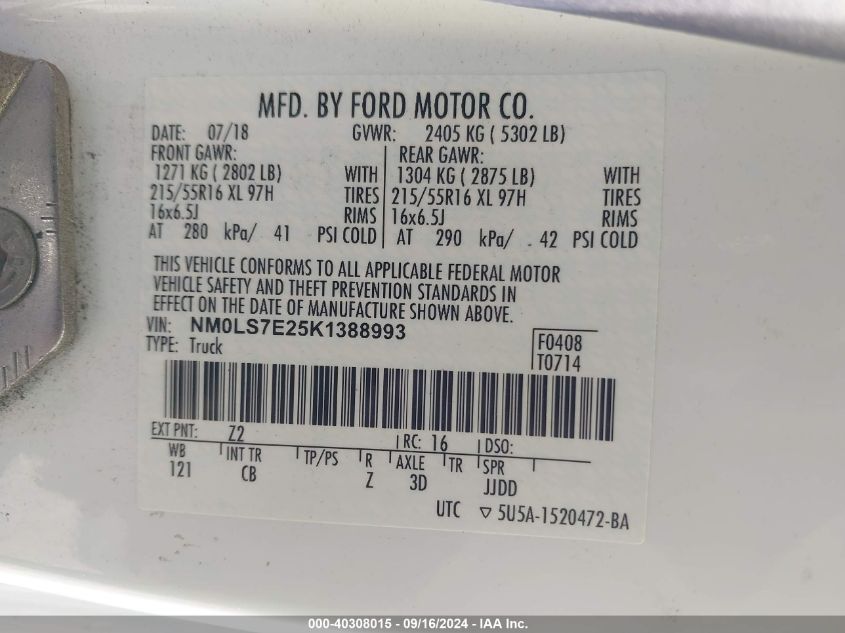 MFD. BY FORD MOTOR CO.
DATE: 07/18 GVWR: 2405 KG ( 5302 LB)
FRONT GAWR: REAR GAWR:
1271 KG ( 2802 LB) WITH 1304 KG ( 2875 LB) WITH
215/55R16 XL 97H TIRES 215/55R16 XL 97H TIRES
16x6.5J RIMS 16x6.5J RIMS
AT 280 kPa/ 41 PSI COLD AT 290 kPa/ . 42 PSI COLD
THIS VEHICLE CONFORMS TO ALL APPLICABLE FEDERAL MOTOR
VEHICLE SAFETY AND THEFT PREVENTION STANDARDS IN
EFFECT ON THE DATE OF MANUFACTURE SHOWN ABOVE.
VIN: NM0LS7E25K1388993
TYPE: Truck
F0408
T0714
EXT PNT: Z2 RC: 16 DSO:
WB INT TR TP/PS R AXLE TR SPR
121 CB Z 3D JJDD
UTC ▽ 5U5A-1520472-BA
000-40308015 - 09/16/2024 - IAA Inc.